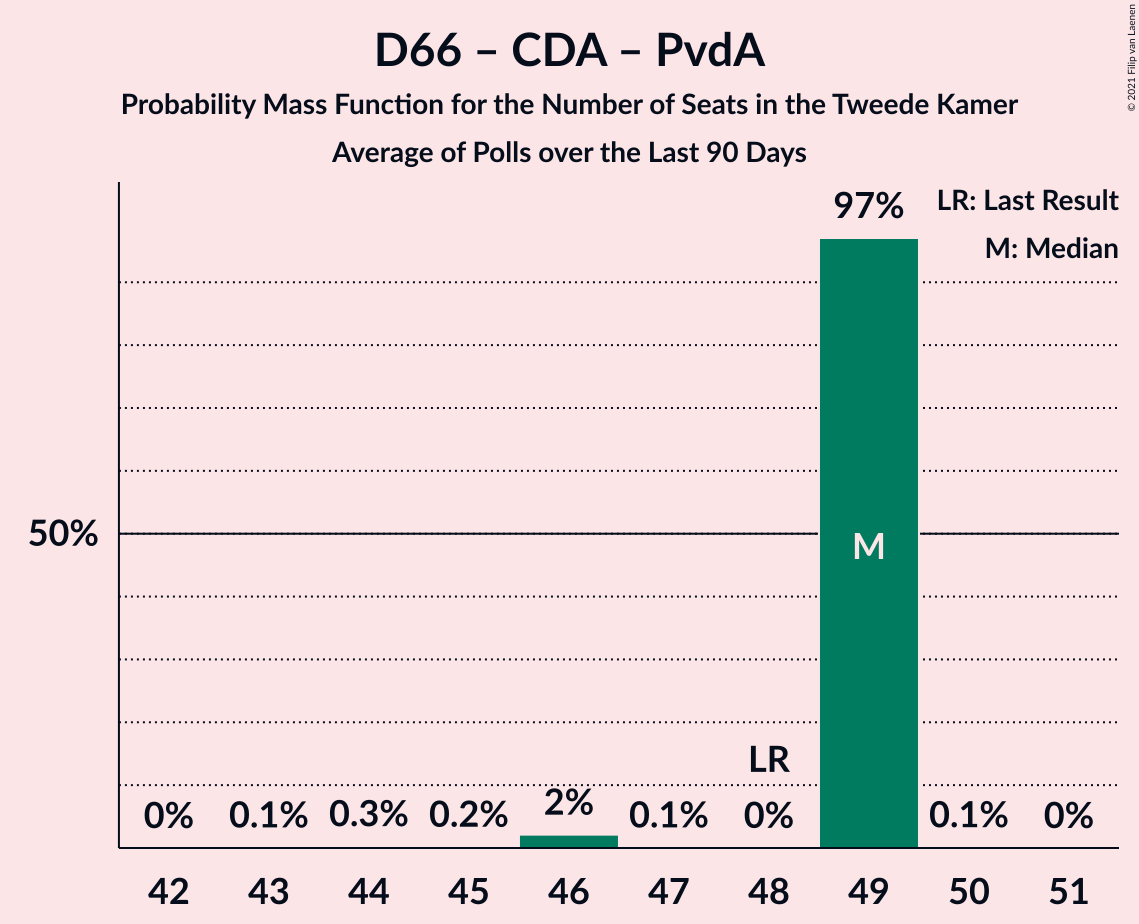 D66 – CDA – PvdA
Probability Mass Function for the Number of Seats in the Tweede Kamer
Average of Polls over the Last 90 Days
© 2021 Filip van Laenen
LR: Last Result
M: Median
97%
50%
M
LR
0% 0.1% 0.3% 0.2% 2% 0.1% 0% 0.1% 0%
42 43 44 45 46 47 48 49 50 51